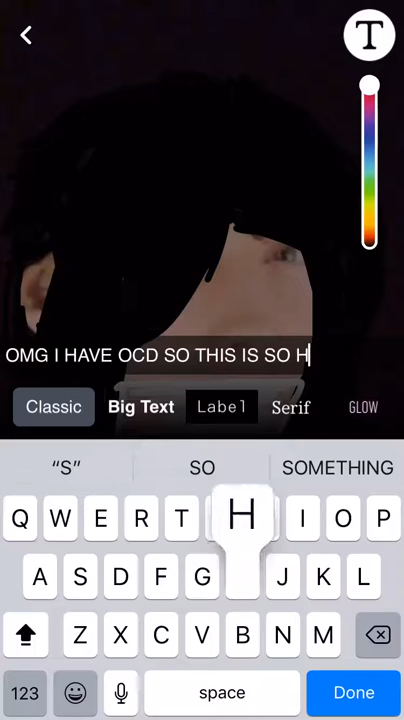 T
OMG I HAVE OCD SO THIS IS SO H
Classic Big Text Label Serif GLOW
“S” SO SOMETHING
Q W E R T H I O P
A S D F G J K L
Z X C V B N M
123 space Done